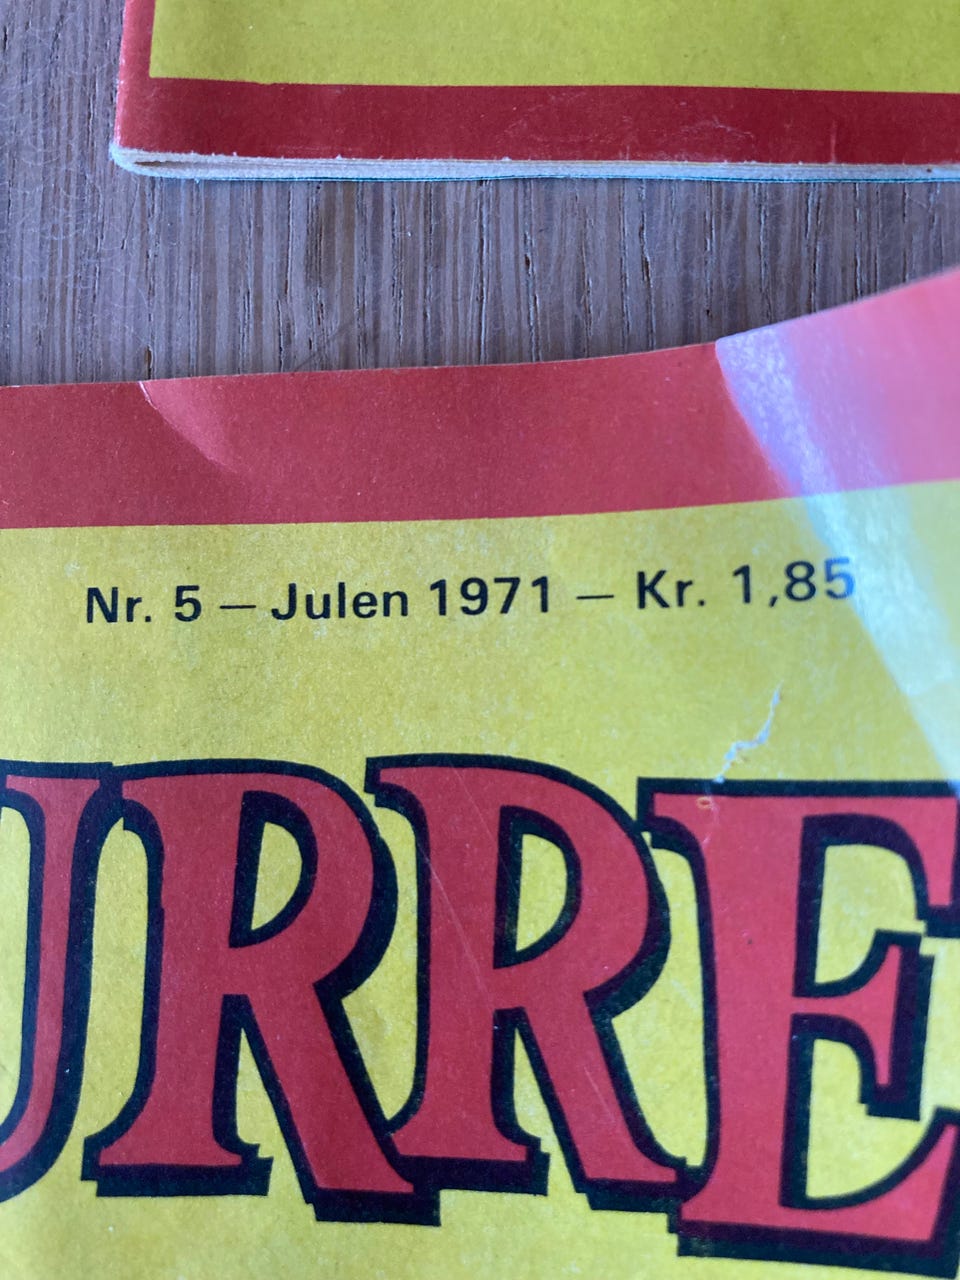 Nr. 5 — Julen 1971 — Kr. 1,85
URRE